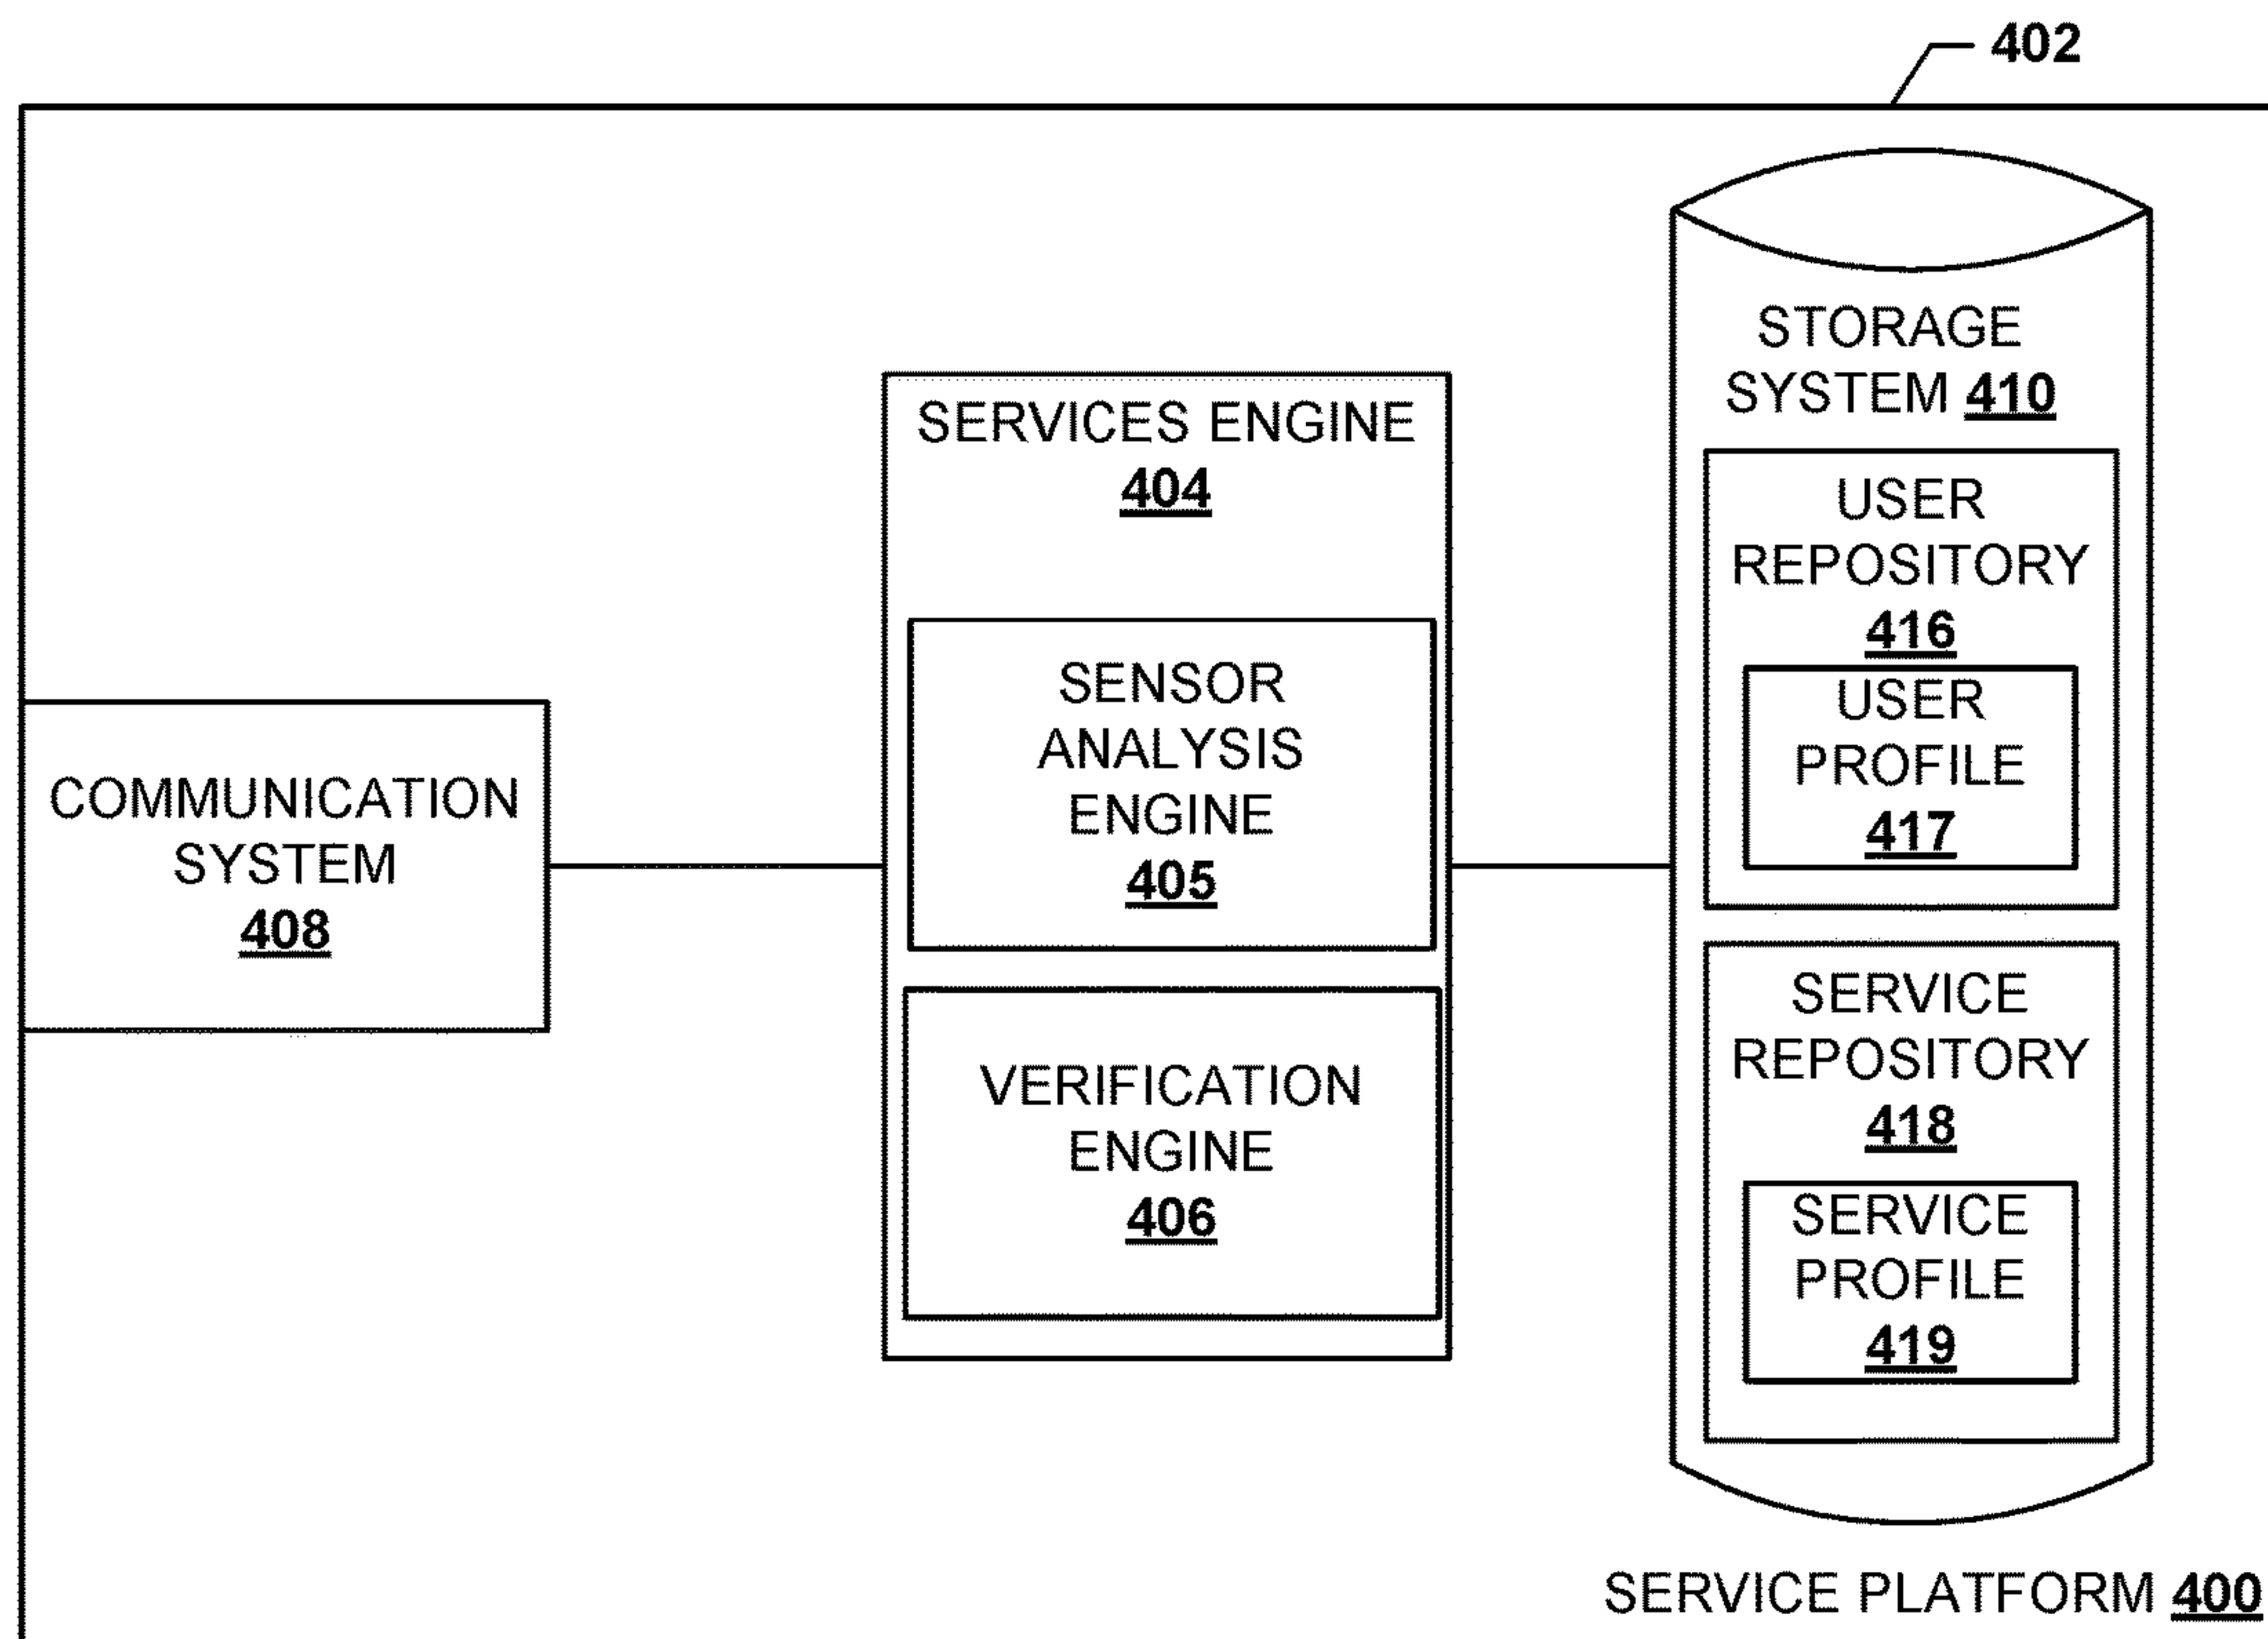 402
COMMUNICATION
SYSTEM
408
SERVICES ENGINE
404
SENSOR
ANALYSIS
ENGINE
405
VERIFICATION
ENGINE
406
STORAGE
SYSTEM 410
USER
REPOSITORY
416
USER
PROFILE
417
SERVICE
REPOSITORY
418
SERVICE
PROFILE
419
SERVICE PLATFORM 400